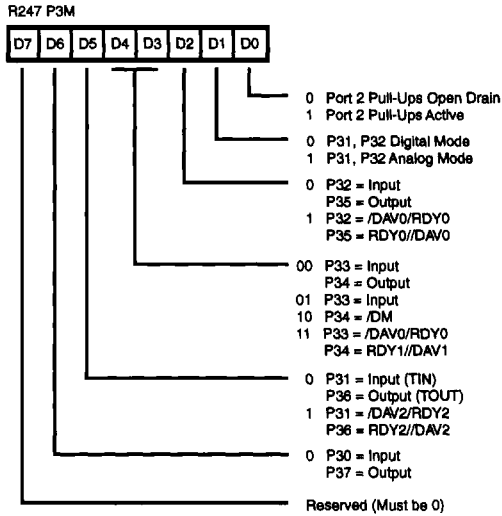 R247 P3M
D7 D6 D5 D4 D3 D2 D1 D0
0 Port 2 Pull-Ups Open Drain
1 Port 2 Pull-Ups Active
0 P31, P32 Digital Mode
1 P31, P32 Analog Mode
0 P32 = Input
P35 = Output
1 P32 = /DAV0/RDY0
P35 = RDY0//DAV0
00 P33 = Input
P34 = Output
01 P33 = Input
10 P34 = /DM
11 P33 = /DAV0/RDY0
P34 = RDY1//DAV1
0 P31 = Input (TIN)
P36 = Output (TOUT)
1 P31 = /DAV2/RDY2
P36 = RDY2//DAV2
0 P30 = Input
P37 = Output
Reserved (Must be 0)